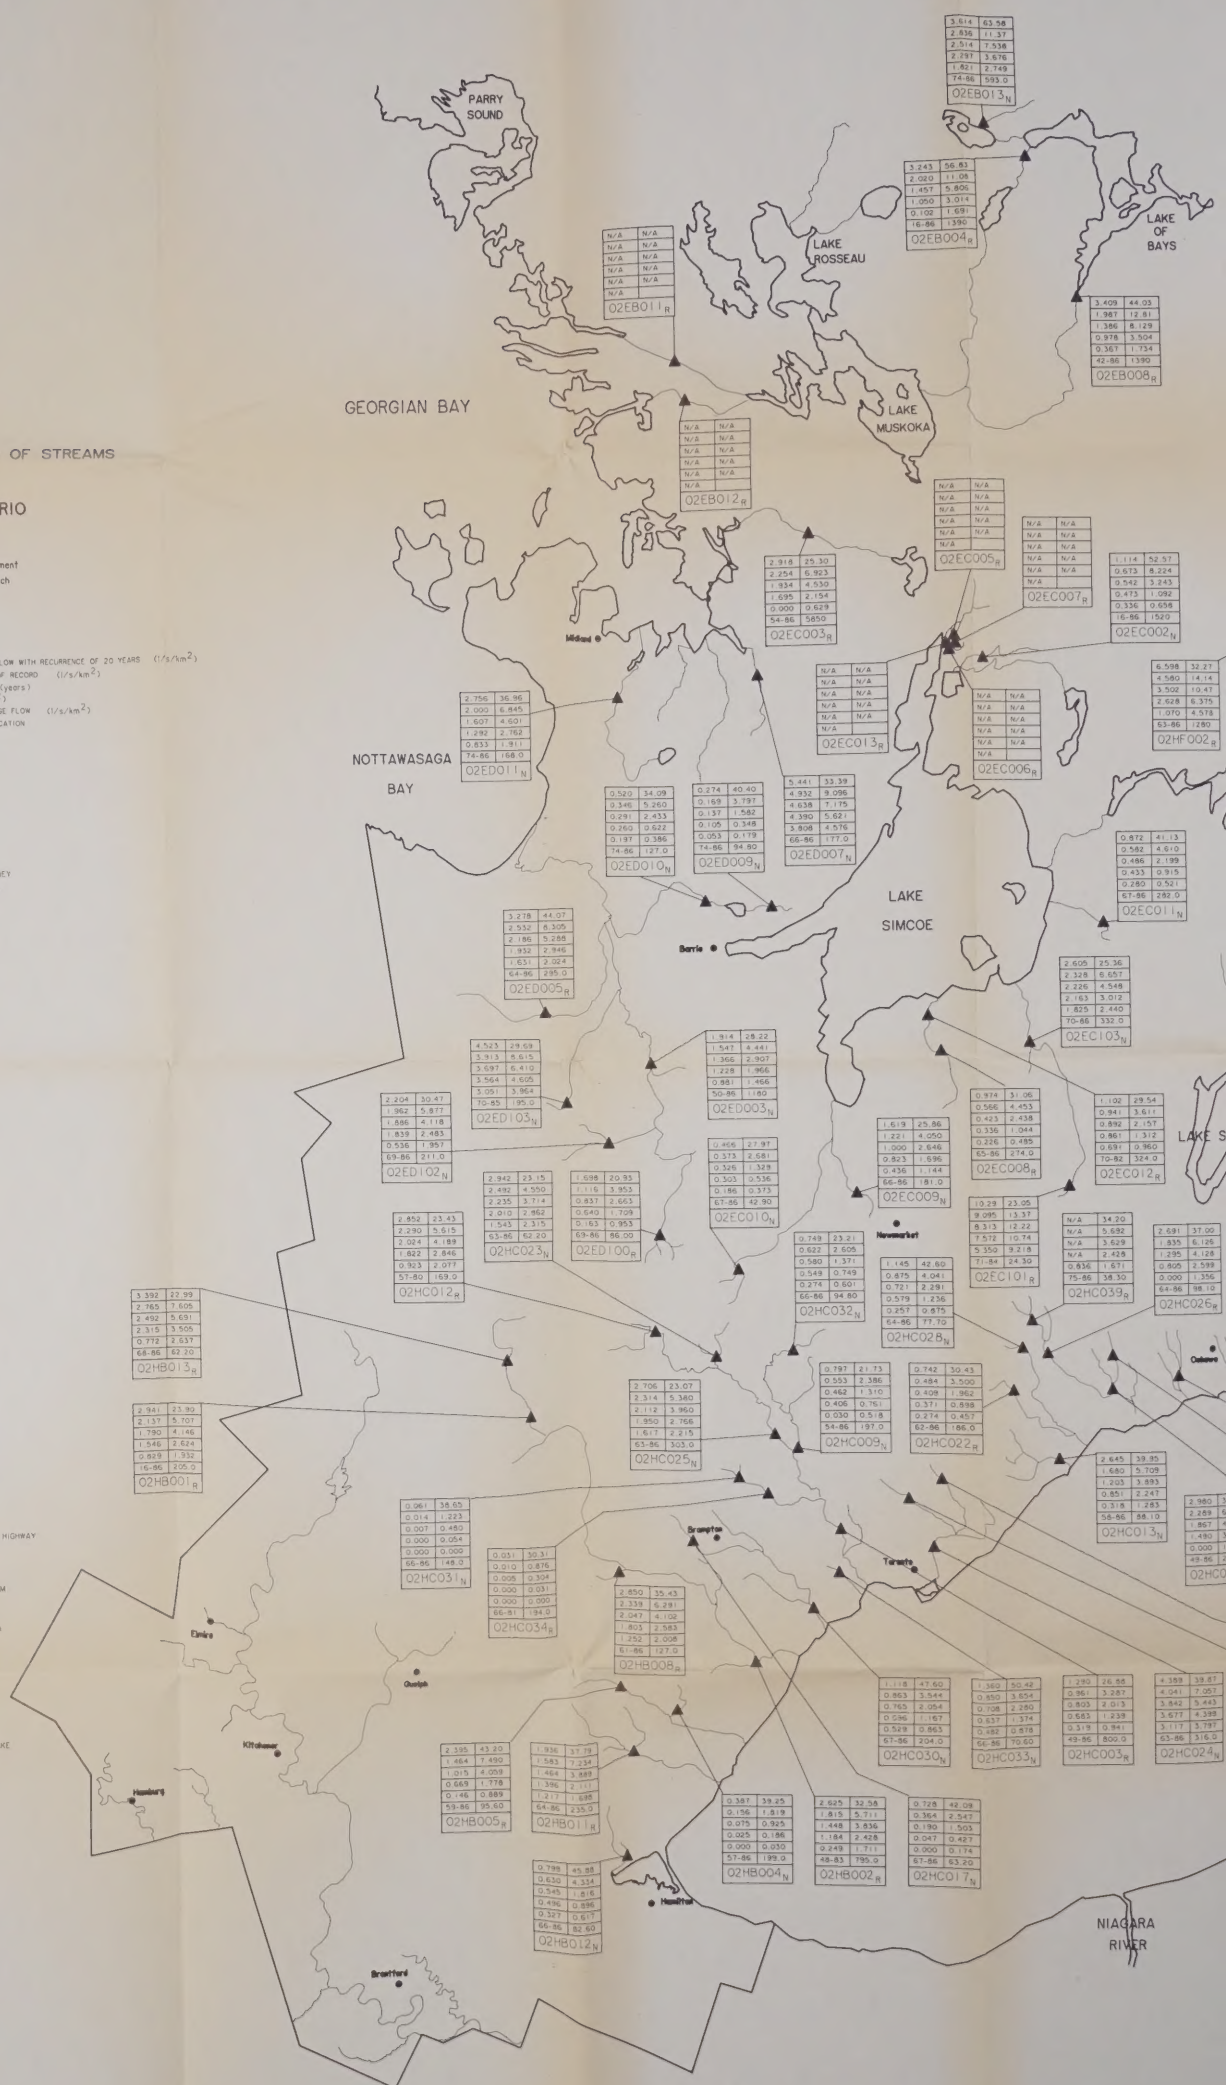 3.614 63.58
2.836 11.37
2.514 7.538
2.297 3.676
1.821 2.749
74-86 593.0
02EB013N
PARRY
SOUND
3.243 56.83
2.020 11.08
1.457 5.806
1.050 3.014
0.102 1.691
16-86 1390
02EB004R
LAKE
OF
BAYS
LAKE
ROSSEAU
N/A N/A
N/A N/A
N/A N/A
N/A N/A
N/A N/A
N/A
02EB011R
3.409 44.03
1.987 12.81
1.386 8.129
0.978 3.504
0.367 1.734
42-86 1390
02EB008R
GEORGIAN BAY
LAKE
MUSKOKA
N/A N/A
N/A N/A
N/A N/A
N/A N/A
N/A N/A
N/A
02EB012R
OF STREAMS
RIO
N/A N/A
N/A N/A
N/A N/A
N/A N/A
N/A N/A
N/A
02EC005R
N/A N/A
N/A N/A
N/A N/A
N/A N/A
N/A N/A
N/A
02EC007R
2.918 25.30
2.254 6.923
1.934 4.530
1.695 2.154
0.000 0.629
54-86 5850
02EC003R
1.114 52.57
0.673 8.224
0.542 3.243
0.473 1.092
0.336 0.658
16-86 1520
02EC002N
ment
ch
Midland
LOW WITH RECURRENCE OF 20 YEARS (l/s/km2)
OF RECORD (l/s/km2)
(years)
)
SE FLOW (l/s/km2)
CATION
N/A N/A
N/A N/A
N/A N/A
N/A N/A
N/A N/A
N/A
02EC013R
N/A N/A
N/A N/A
N/A N/A
N/A N/A
N/A N/A
N/A
02EC006R
6.598 32.27
4.580 14.14
3.502 10.47
2.628 6.375
1.070 4.578
63-86 1280
02HF002R
2.756 36.96
2.000 6.845
1.607 4.601
1.292 2.762
0.833 1.911
74-86 168.0
02ED011N
NOTTAWASAGA
BAY
0.520 34.09
0.346 5.260
0.291 2.433
0.260 0.622
0.197 0.386
74-86 127.0
02ED010N
0.274 40.40
0.169 3.797
0.137 1.582
0.105 0.348
0.053 0.179
74-86 94.80
02ED009N
5.441 33.39
4.932 9.096
4.638 7.175
4.390 5.621
3.808 4.576
66-86 177.0
02ED007N
EY
0.872 41.13
0.582 4.610
0.486 2.199
0.433 0.915
0.280 0.521
67-86 282.0
02EC011N
LAKE
SIMCOE
3.278 44.07
2.532 8.305
2.186 5.288
1.932 2.946
1.631 2.024
64-86 295.0
02ED005R
Barrie
2.605 25.36
2.328 6.657
2.226 4.548
2.163 3.012
1.825 2.440
70-86 332.0
02EC103N
4.523 29.69
3.913 8.615
3.697 6.410
3.564 4.605
3.051 3.964
70-85 195.0
02ED103N
1.914 28.22
1.547 4.441
1.366 2.907
1.228 1.966
0.881 1.466
50-86 1180
02ED003N
2.204 30.47
1.962 5.877
1.886 4.118
1.839 2.483
0.536 1.957
69-86 211.0
02ED102N
0.974 31.06
0.566 4.453
0.423 2.438
0.336 1.044
0.226 0.485
65-86 274.0
02EC008R
1.102 29.54
0.941 3.611
0.892 2.157
0.861 1.312
0.691 0.960
70-82 324.0
02EC012R
LAKE S
1.619 25.86
1.221 4.050
1.000 2.646
0.823 1.696
0.436 1.144
66-86 181.0
02EC009N
0.466 27.97
0.373 2.681
0.326 1.329
0.303 0.536
0.186 0.373
67-86 42.90
02EC010N
2.942 23.15
2.492 4.550
2.235 3.714
2.010 2.962
1.543 2.315
63-86 62.20
02HC023N
1.698 20.93
1.116 3.953
0.837 2.663
0.640 1.709
0.163 0.953
69-86 86.00
02ED100R
10.29 23.05
9.095 13.37
8.313 12.22
7.572 10.74
5.350 9.218
71-84 24.30
02EC101R
2.852 23.43
2.290 5.615
2.024 4.189
1.822 2.846
0.923 2.077
57-80 169.0
02HC012R
Newmarket
N/A 34.20
N/A 5.692
N/A 3.629
N/A 2.428
0.836 1.671
75-86 38.30
02HC039R
2.691 37.00
1.835 6.126
1.295 4.128
0.805 2.599
0.000 1.356
64-86 98.10
02HC026R
0.749 23.21
0.622 2.605
0.580 1.371
0.549 0.749
0.274 0.601
66-86 94.80
02HC032N
1.145 42.60
0.875 4.041
0.721 2.291
0.579 1.236
0.257 0.875
64-86 77.70
02HC028N
3.392 22.99
2.765 7.605
2.492 5.691
2.315 3.505
0.772 2.637
68-86 62.20
02HB013R
Oshawa
0.797 21.73
0.553 2.386
0.462 1.310
0.406 0.761
0.030 0.518
54-86 197.0
02HC009N
0.742 30.43
0.484 3.500
0.408 1.962
0.371 0.898
0.274 0.457
62-86 186.0
02HC022R
2.706 23.07
2.314 5.380
2.112 3.960
1.950 2.766
1.617 2.215
63-86 303.0
02HC025N
2.941 23.80
2.137 5.707
1.790 4.146
1.546 2.624
0.829 1.932
16-86 205.0
02HB001R
2.645 39.95
1.680 5.709
1.203 3.893
0.851 2.247
0.318 1.283
58-86 88.10
02HC013N
0.061 38.65
0.014 1.223
0.007 0.480
0.000 0.054
0.000 0.000
66-86 148.0
02HC031N
2.980
2.289
1.867
1.490
0.000
49-86
02HC0
HIGHWAY
Brampton
0.031 30.31
0.010 0.876
0.005 0.304
0.000 0.031
0.000 0.000
66-81 194.0
02HC034R
Toronto
2.850 35.43
2.339 6.291
2.047 4.102
1.803 2.583
1.252 2.008
61-86 127.0
02HB008R
Elmira
Guelph
1.118 47.60
0.863 3.544
0.765 2.054
0.696 1.167
0.529 0.863
67-86 204.0
02HC030N
1.360 50.42
0.850 3.654
0.708 2.280
0.637 1.374
0.482 0.878
66-86 70.60
02HC033N
1.290 26.88
0.961 3.287
0.803 2.013
0.683 1.239
0.319 0.941
49-86 800.0
02HC003R
4.388 39.87
4.041 7.057
3.842 5.443
3.677 4.399
3.117 3.797
63-86 316.0
02HC024N
Kitchener
KE
2.395 43.20
1.464 7.490
1.015 4.059
0.669 1.778
0.146 0.889
59-86 95.60
02HB005R
1.936 37.79
1.583 7.234
1.464 3.889
1.396 2.111
1.217 1.698
64-86 235.0
02HB011R
Hamburg
0.387 39.25
0.156 1.819
0.075 0.925
0.025 0.186
0.000 0.030
57-86 199.0
02HB004N
2.625 32.58
1.815 5.711
1.448 3.836
1.184 2.428
0.249 1.711
48-83 795.0
02HB002R
0.728 42.09
0.364 2.547
0.190 1.503
0.047 0.427
0.000 0.174
67-86 63.20
02HC017N
0.799 45.88
0.630 4.334
0.545 1.816
0.496 0.896
0.327 0.617
66-86 82.60
02HB012N
Hamilton
NIAGARA
RIVER
Brantford